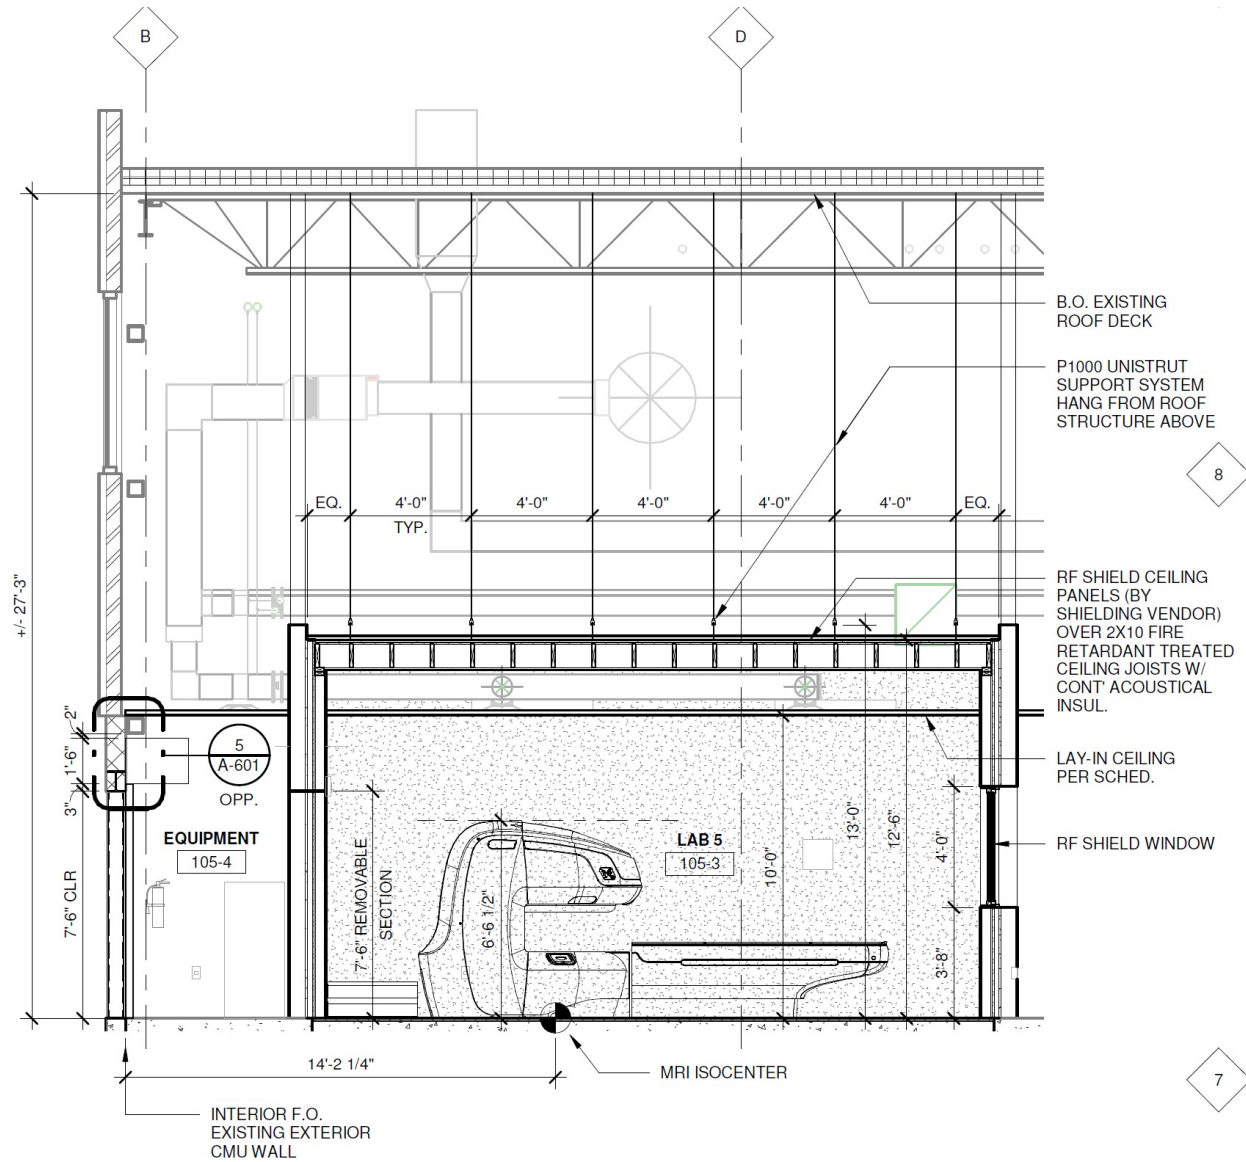 B
D
B.O. EXISTING
ROOF DECK
P1000 UNISTRUT
SUPPORT SYSTEM
HANG FROM ROOF
STRUCTURE ABOVE
8
EQ.
4'-0"
4'-0"
4'-0"
4'-0"
4'-0"
EQ.
TYP.
+/- 27'-3"
RF SHIELD CEILING
PANELS (BY
SHIELDING VENDOR)
OVER 2X10 FIRE
RETARDANT TREATED
CEILING JOISTS W/
CONT' ACOUSTICAL
INSUL.
2"
1'-6"
3"
7'-6" CLR
5
A-601
OPP.
LAY-IN CEILING
PER SCHED.
EQUIPMENT
105-4
7'-6" REMOVABLE
SECTION
6'-6 1/2"
LAB 5
105-3
10'-0"
13'-0"
12'-6"
4'-0"
3'-8"
RF SHIELD WINDOW
14'-2 1/4"
MRI ISOCENTER
7
INTERIOR F.O.
EXISTING EXTERIOR
CMU WALL